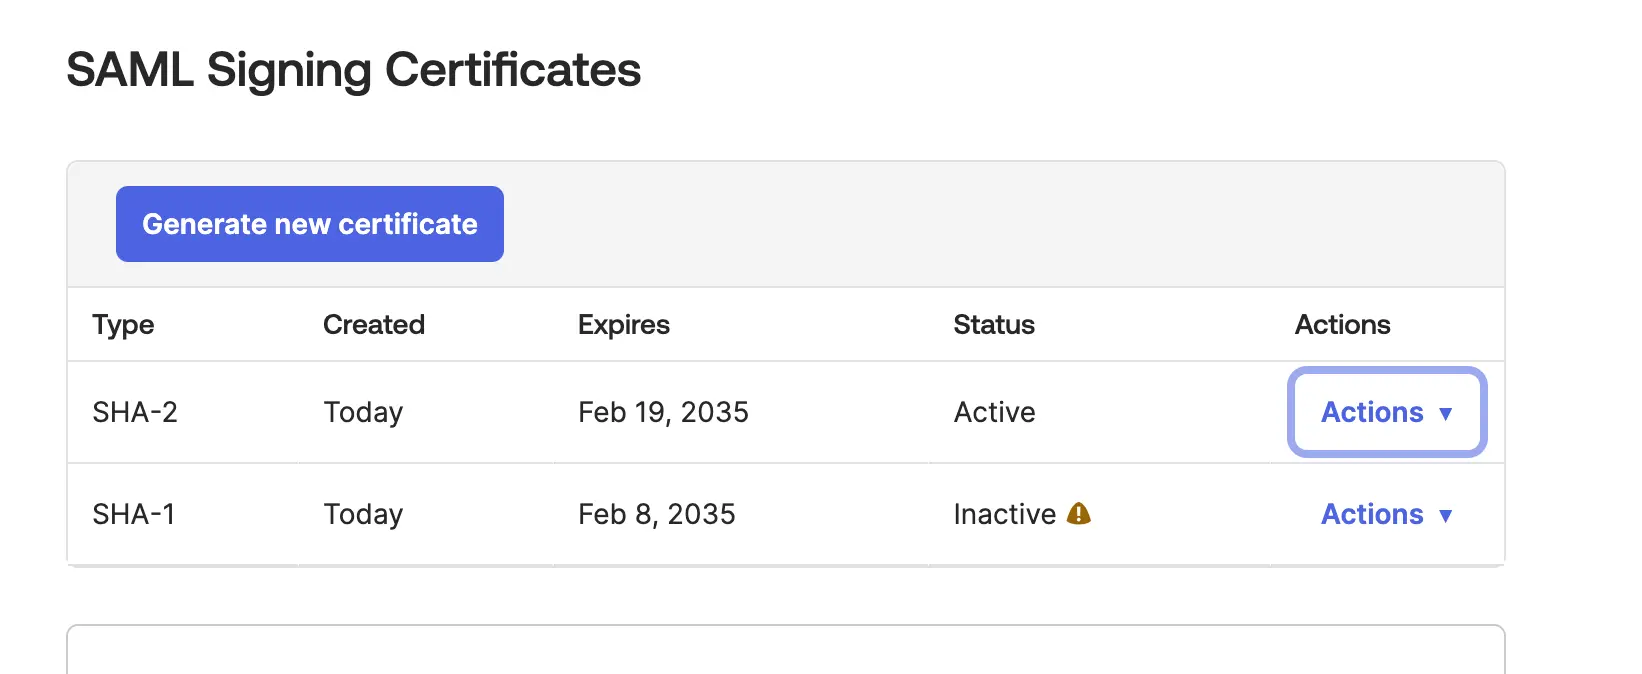 SAML Signing Certificates
Generate new certificate
Type Created Expires Status Actions
SHA-2 Today Feb 19, 2035 Active Actions ▼
SHA-1 Today Feb 8, 2035 Inactive Actions ▼